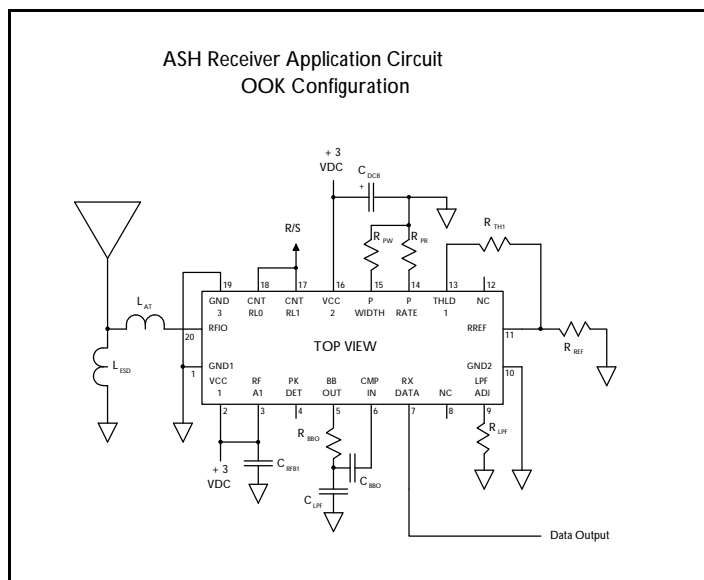 ASH Receiver Application Circuit
OOK Configuration
+ 3
VDC
C DCB
+
R/S
R PW
R PR
R TH1
19
18
17
16
15
14
13
12
GND
3
CNT
RL0
CNT
RL1
VCC
2
P
WIDTH
P
RATE
THLD
1
NC
L AT
20
RFIO
RREF
11
R REF
TOP VIEW
L ESD
1
GND1
GND2
10
VCC
1
RF
A1
PK
DET
BB
OUT
CMP
IN
RX
DATA
NC
LPF
ADJ
2
3
4
5
6
7
8
9
R BBO
R LPF
+ 3
VDC
C RFB1
C BBO
C LPF
Data Output